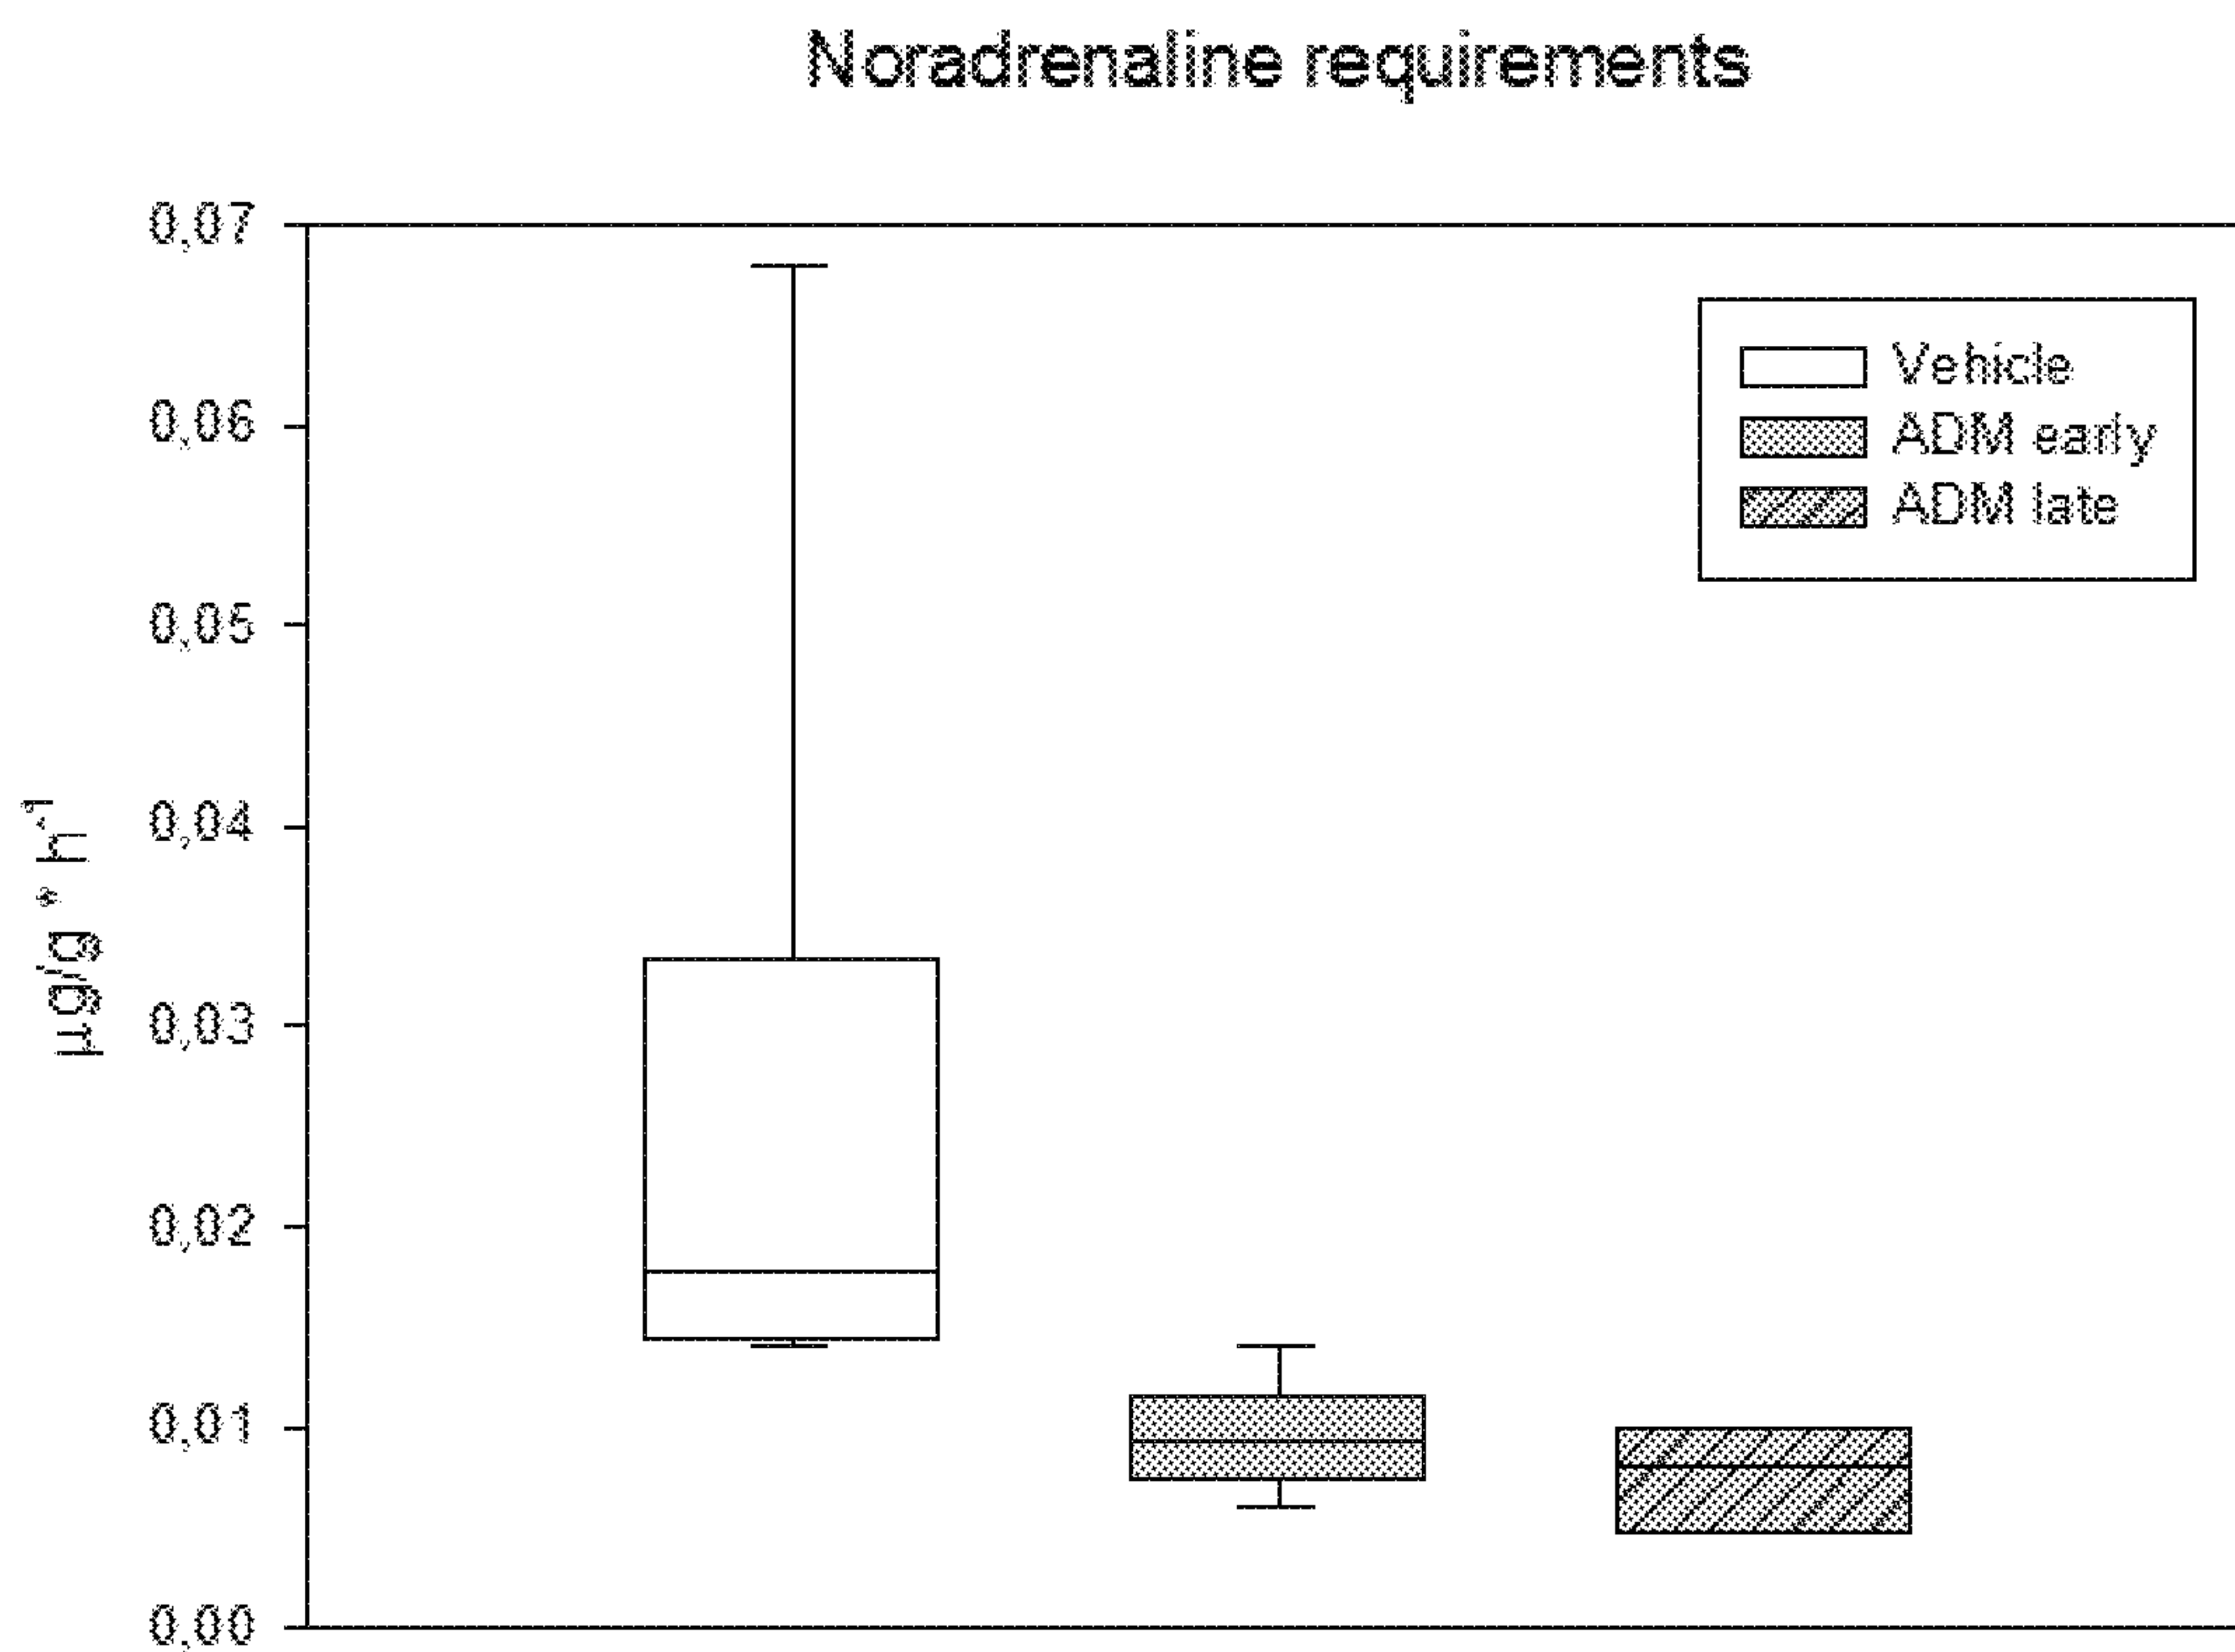 Noradrenaline requirements
0,07
0,06
0,05
0,04
0,03
0,02
0,01
0,00
µg/g * h⁻¹
Vehicle
ADM early
ADM late